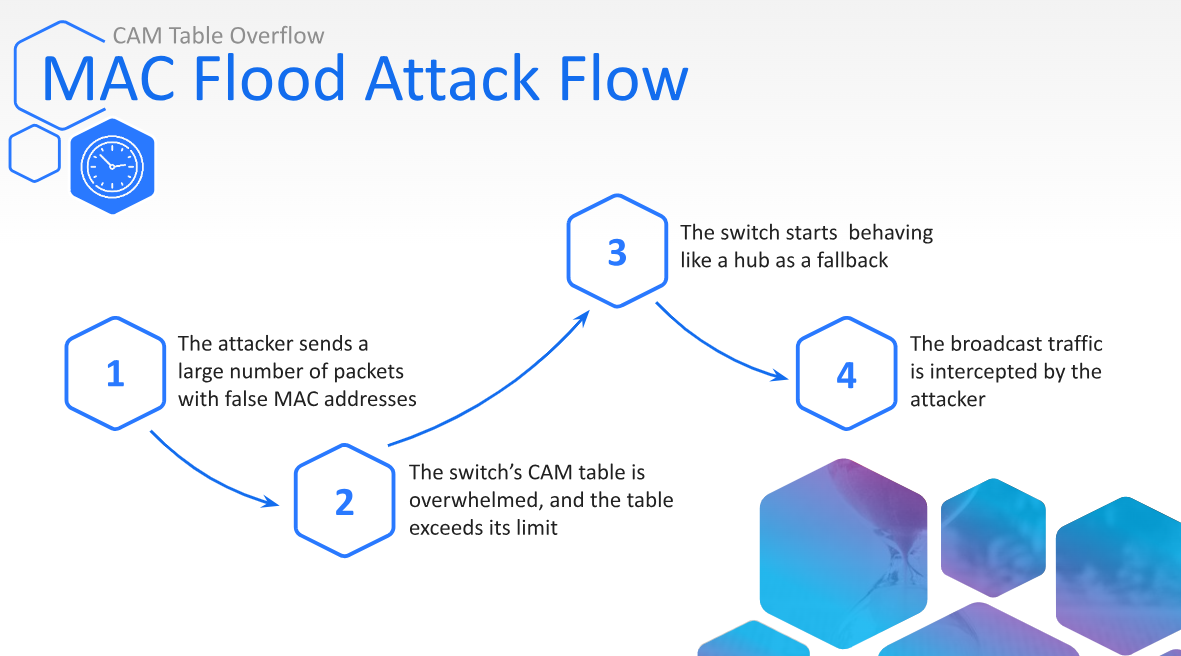 CAM Table Overflow
MAC Flood Attack Flow
1
The attacker sends a
large number of packets
with false MAC addresses
2
The switch’s CAM table is
overwhelmed, and the table
exceeds its limit
3
The switch starts  behaving
like a hub as a fallback
4
The broadcast traffic
is intercepted by the
attacker